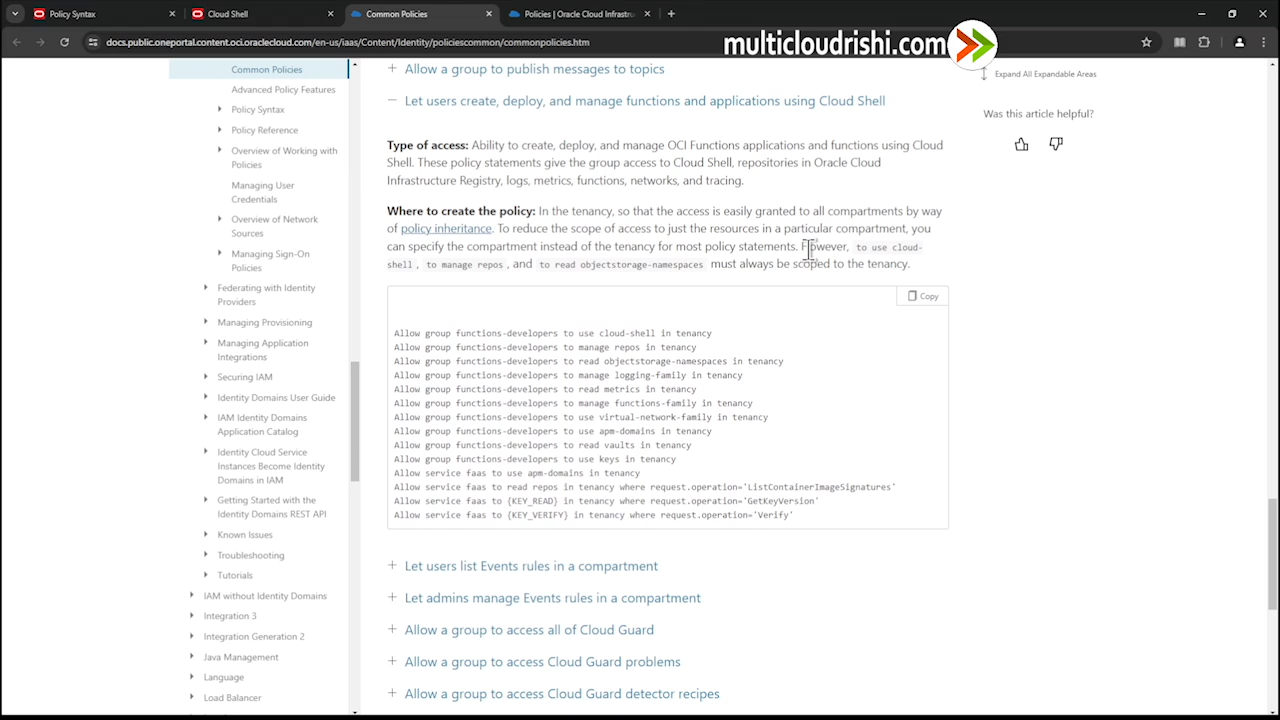 Policy Syntax
Cloud Shell
Common Policies
Policies | Oracle Cloud Infrastru
docs.public.oneportal.content.oci.oraclecloud.com/en-us/iaas/Content/Identity/policiescommon/commonpolicies.htm
multicloudrishi.com
Common Policies
Advanced Policy Features
Policy Syntax
Policy Reference
Overview of Working with
Policies
Managing User
Credentials
Overview of Network
Sources
Managing Sign-On
Policies
Federating with Identity
Providers
Managing Provisioning
Managing Application
Integrations
Securing IAM
Identity Domains User Guide
IAM Identity Domains
Application Catalog
Identity Cloud Service
Instances Become Identity
Domains in IAM
Getting Started with the
Identity Domains REST API
Known Issues
Troubleshooting
Tutorials
IAM without Identity Domains
Integration 3
Integration Generation 2
Java Management
Language
Load Balancer
Allow a group to publish messages to topics
Let users create, deploy, and manage functions and applications using Cloud Shell
Type of access: Ability to create, deploy, and manage OCI Functions applications and functions using Cloud
Shell. These policy statements give the group access to Cloud Shell, repositories in Oracle Cloud
Infrastructure Registry, logs, metrics, functions, networks, and tracing.
Where to create the policy: In the tenancy, so that the access is easily granted to all compartments by way
of policy inheritance. To reduce the scope of access to just the resources in a particular compartment, you
can specify the compartment instead of the tenancy for most policy statements. However, to use cloud-
shell, to manage repos, and to read objectstorage-namespaces must always be scoped to the tenancy.
Copy
Allow group functions-developers to use cloud-shell in tenancy
Allow group functions-developers to manage repos in tenancy
Allow group functions-developers to read objectstorage-namespaces in tenancy
Allow group functions-developers to manage logging-family in tenancy
Allow group functions-developers to read metrics in tenancy
Allow group functions-developers to manage functions-family in tenancy
Allow group functions-developers to use virtual-network-family in tenancy
Allow group functions-developers to use apm-domains in tenancy
Allow group functions-developers to read vaults in tenancy
Allow group functions-developers to use keys in tenancy
Allow service faas to use apm-domains in tenancy
Allow service faas to read repos in tenancy where request.operation='ListContainerImageSignatures'
Allow service faas to {KEY_READ} in tenancy where request.operation='GetKeyVersion'
Allow service faas to {KEY_VERIFY} in tenancy where request.operation='Verify'
Let users list Events rules in a compartment
Let admins manage Events rules in a compartment
Allow a group to access all of Cloud Guard
Allow a group to access Cloud Guard problems
Allow a group to access Cloud Guard detector recipes
Expand All Expandable Areas
Was this article helpful?